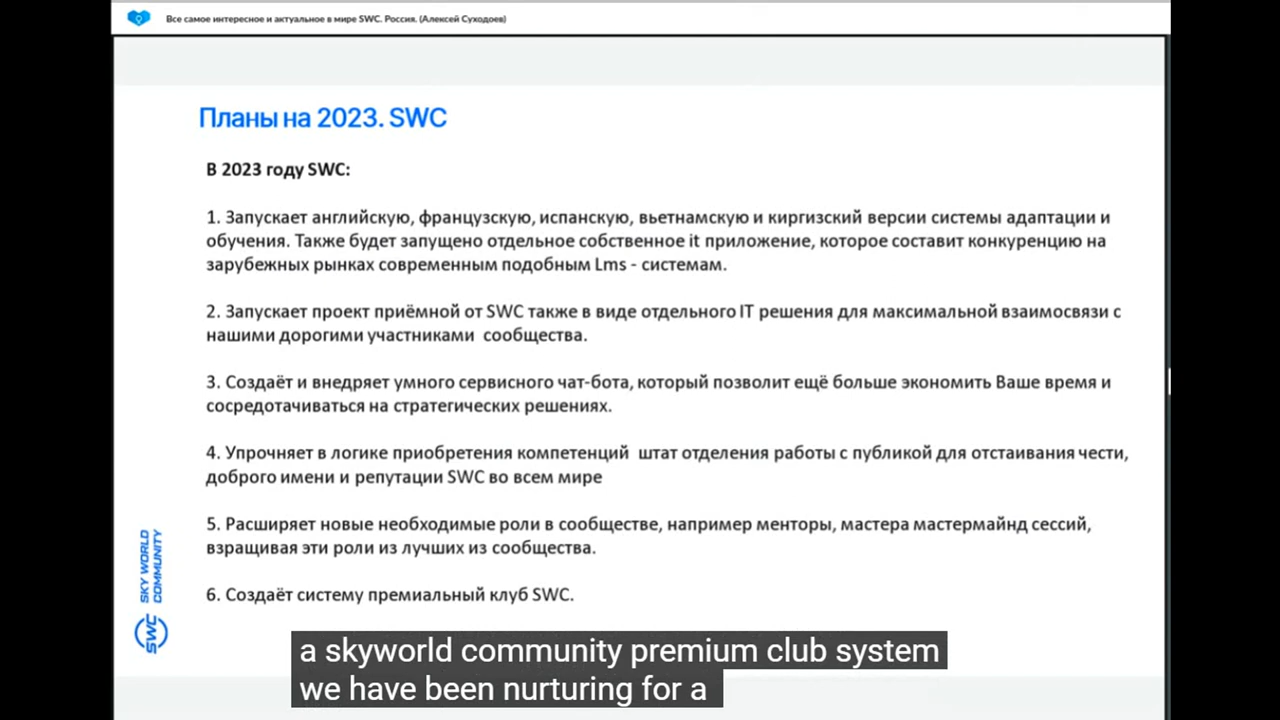 Все самое интересное и актуальное в мире SWC. Россия. (Алексей Суходоев)
Планы на 2023. SWC
В 2023 году SWC:
1. Запускает английскую, французскую, испанскую, вьетнамскую и киргизский версии системы адаптации и
обучения. Также будет запущено отдельное собственное it приложение, которое составит конкуренцию на
зарубежных рынках современным подобным Lms - системам.
2. Запускает проект приёмной от SWC также в виде отдельного IT решения для максимальной взаимосвязи с
нашими дорогими участниками сообщества.
3. Создаёт и внедряет умного сервисного чат-бота, который позволит ещё больше экономить Ваше время и
сосредотачиваться на стратегических решениях.
4. Упрочняет в логике приобретения компетенций штат отделения работы с публикой для отстаивания чести,
доброго имени и репутации SWC во всем мире
5. Расширяет новые необходимые роли в сообществе, например менторы, мастера мастермайнд сессий,
взращивая эти роли из лучших из сообщества.
6. Создаёт систему премиальный клуб SWC.
SWC
SKY WORLD
COMMUNITY
a skyworld community premium club system
we have been nurturing for a